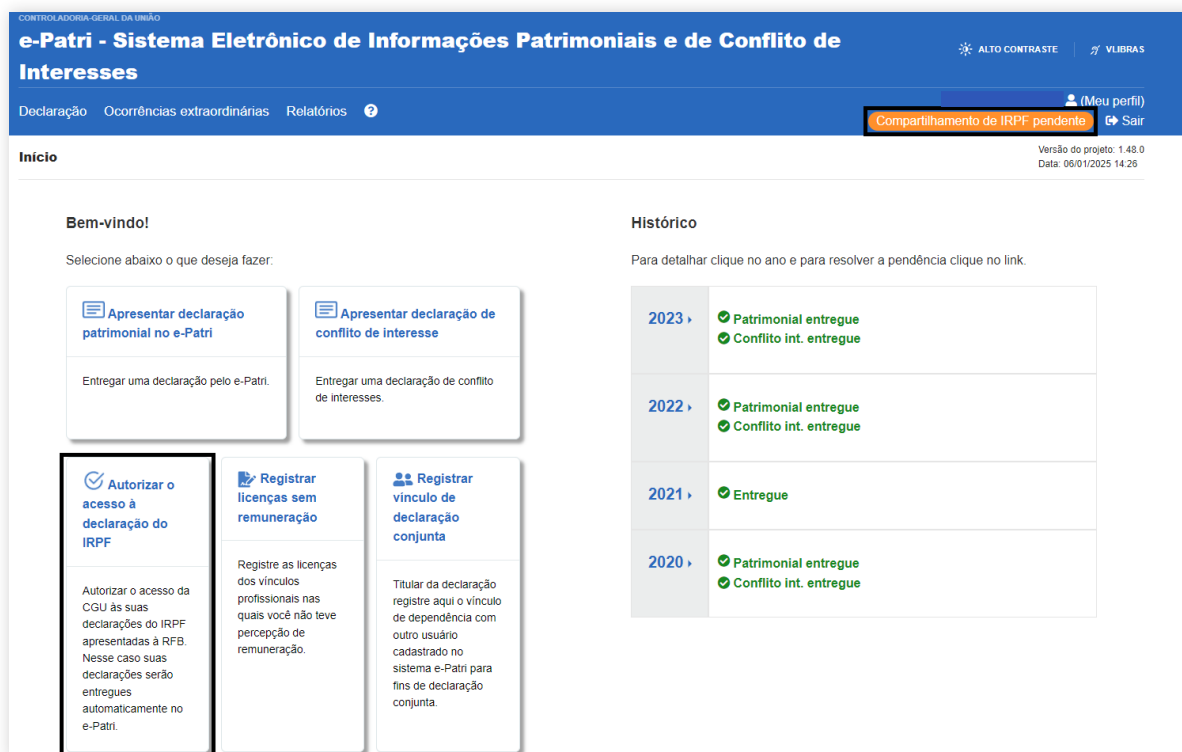 CONTROLADORIA-GERAL DA UNIÃO
e-Patri - Sistema Eletrônico de Informações Patrimoniais e de Conflito de
Interesses
ALTO CONTRASTE
VLIBRAS
Declaração Ocorrências extraordinárias Relatórios ?
(Meu perfil)
Compartilhamento de IRPF pendente
Sair
Início
Versão do projeto: 1.48.0
Data: 06/01/2025 14:26
Bem-vindo!
Selecione abaixo o que deseja fazer:
Apresentar declaração
patrimonial no e-Patri
Entregar uma declaração pelo e-Patri.
Apresentar declaração de
conflito de interesse
Entregar uma declaração de conflito
de interesses.
Autorizar o
acesso à
declaração do
IRPF
Autorizar o acesso da
CGU às suas
declarações do IRPF
apresentadas à RFB.
Nesse caso suas
declarações serão
entregues
automaticamente no
e-Patri.
Registrar
licenças sem
remuneração
Registre as licenças
dos vínculos
profissionais nas
quais você não teve
percepção de
remuneração.
Registrar
vinculo de
declaração
conjunta
Titular da declaração
registre aqui o vínculo
de dependência com
outro usuário
cadastrado no
sistema e-Patri para
fins de declaração
conjunta.
Histórico
Para detalhar clique no ano e para resolver a pendência clique no link.
2023
Patrimonial entregue
Conflito int. entregue
2022
Patrimonial entregue
Conflito int. entregue
2021
Entregue
2020
Patrimonial entregue
Conflito int. entregue